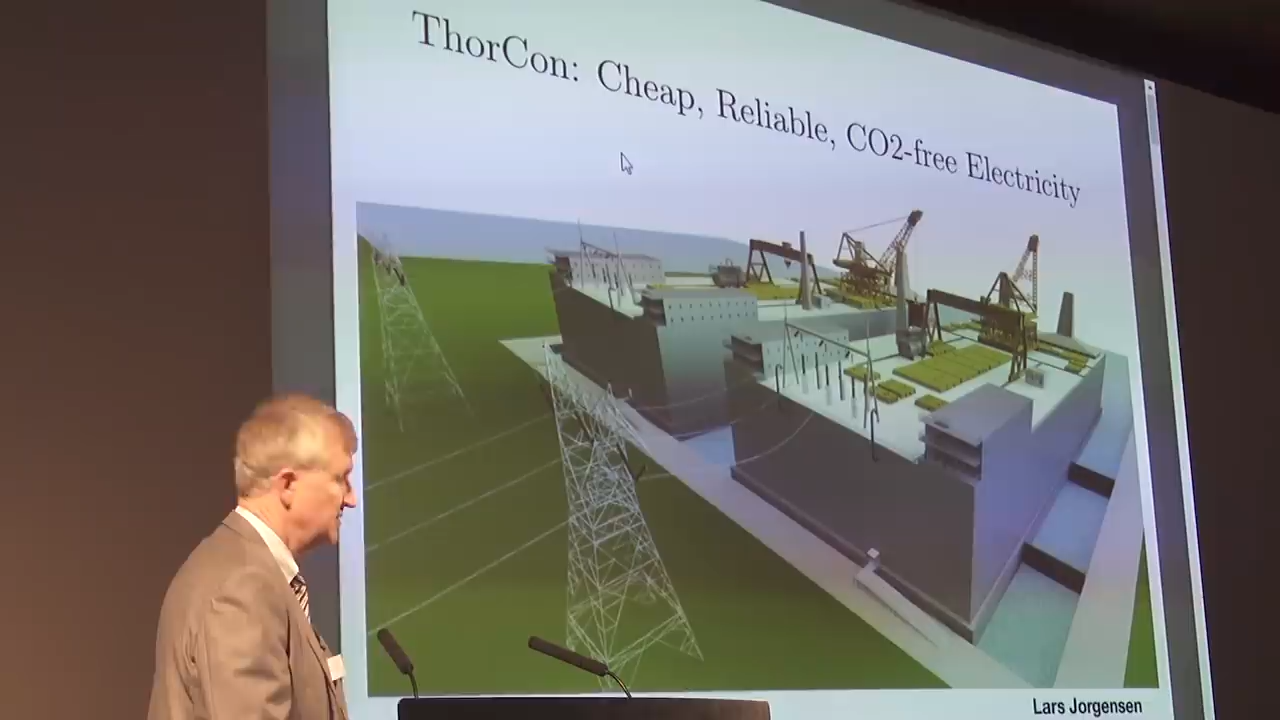 ThorCon: Cheap, Reliable, CO2-free Electricity
Lars Jorgensen